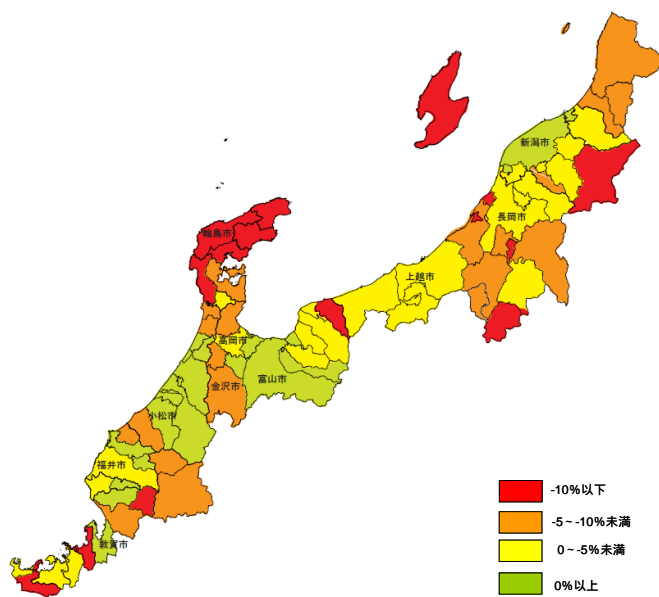 新潟市
長岡市
輪島市
上越市
高岡市
富山市
金沢市
小松市
福井市
敦賀市
-10%以下
-5～-10%未満
0～-5%未満
0%以上